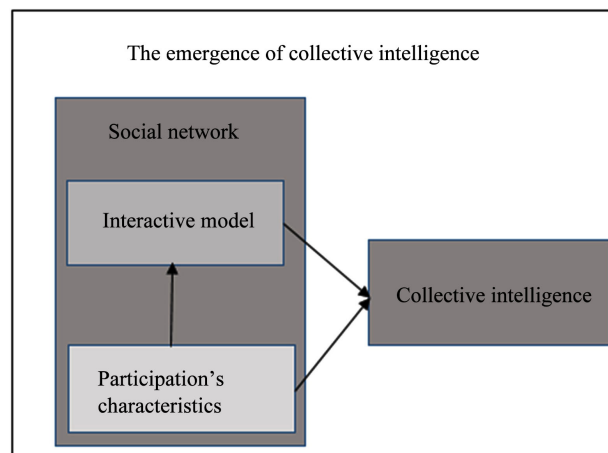 The emergence of collective intelligence
Social network
Interactive model
Collective intelligence
Participation's
characteristics